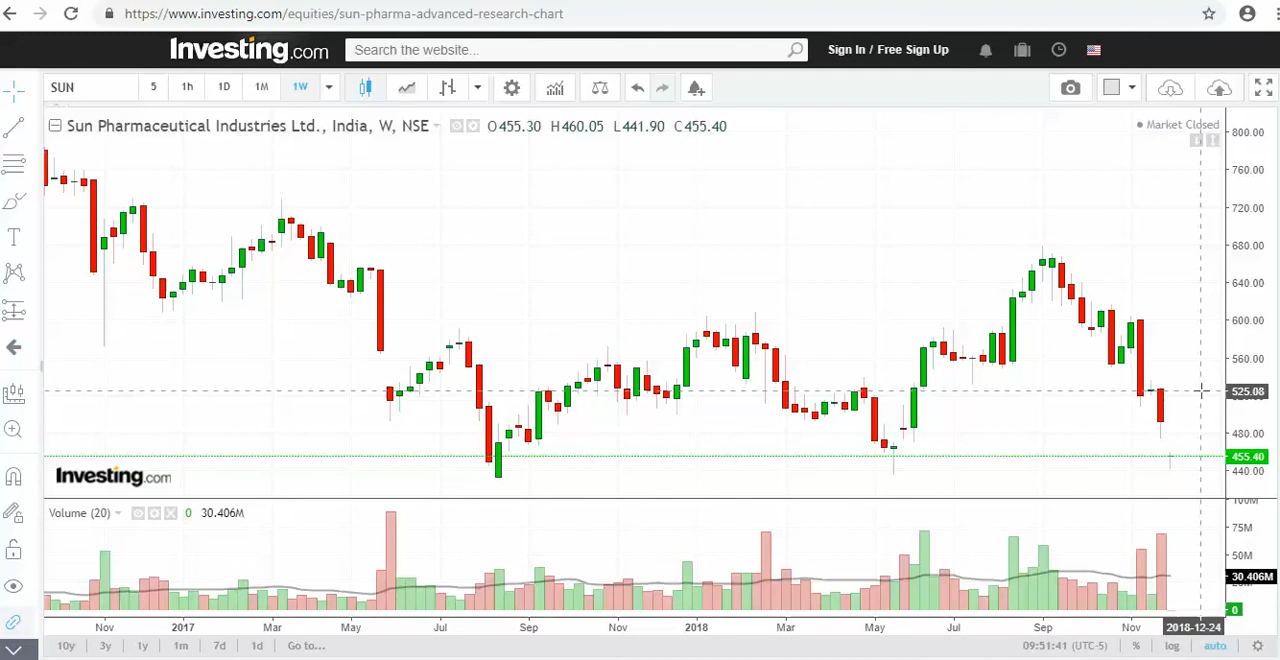 https://www.investing.com/equities/sun-pharma-advanced-research-chart
Investing.com
Search the website...
Sign In / Free Sign Up
SUN 5 1h 1D 1M 1W
Sun Pharmaceutical Industries Ltd., India, W, NSE O455.30 H460.05 L441.90 C455.40
Market Closed
800.00
760.00
720.00
680.00
640.00
600.00
560.00
525.08
480.00
455.40
440.00
Investing.com
100M
Volume (20) 0 30.406M
75M
50M
30.406M
0
Nov 2017 Mar May Jul Sep Nov 2018 Mar May Jul Sep Nov 2018-12-24
10y 3y 1y 1m 7d 1d Go to... 09:51:41 (UTC-5) % log auto